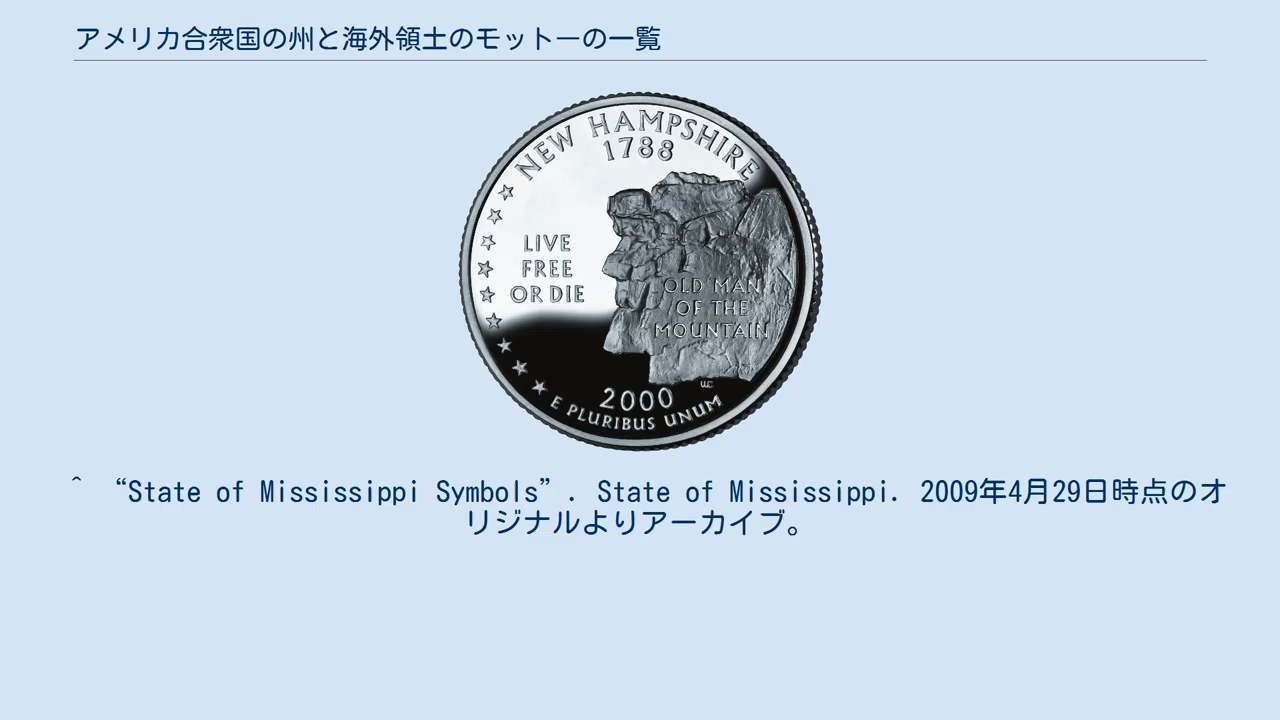 アメリカ合衆国の州と海外領土のモットーの一覧
NEW HAMPSHIRE
1788
LIVE
FREE
OR DIE
OLD MAN
OF THE
MOUNTAIN
UC
2000
E PLURIBUS UNUM
^ “State of Mississippi Symbols”. State of Mississippi. 2009年4月29日時点のオ
リジナルよりアーカイブ。